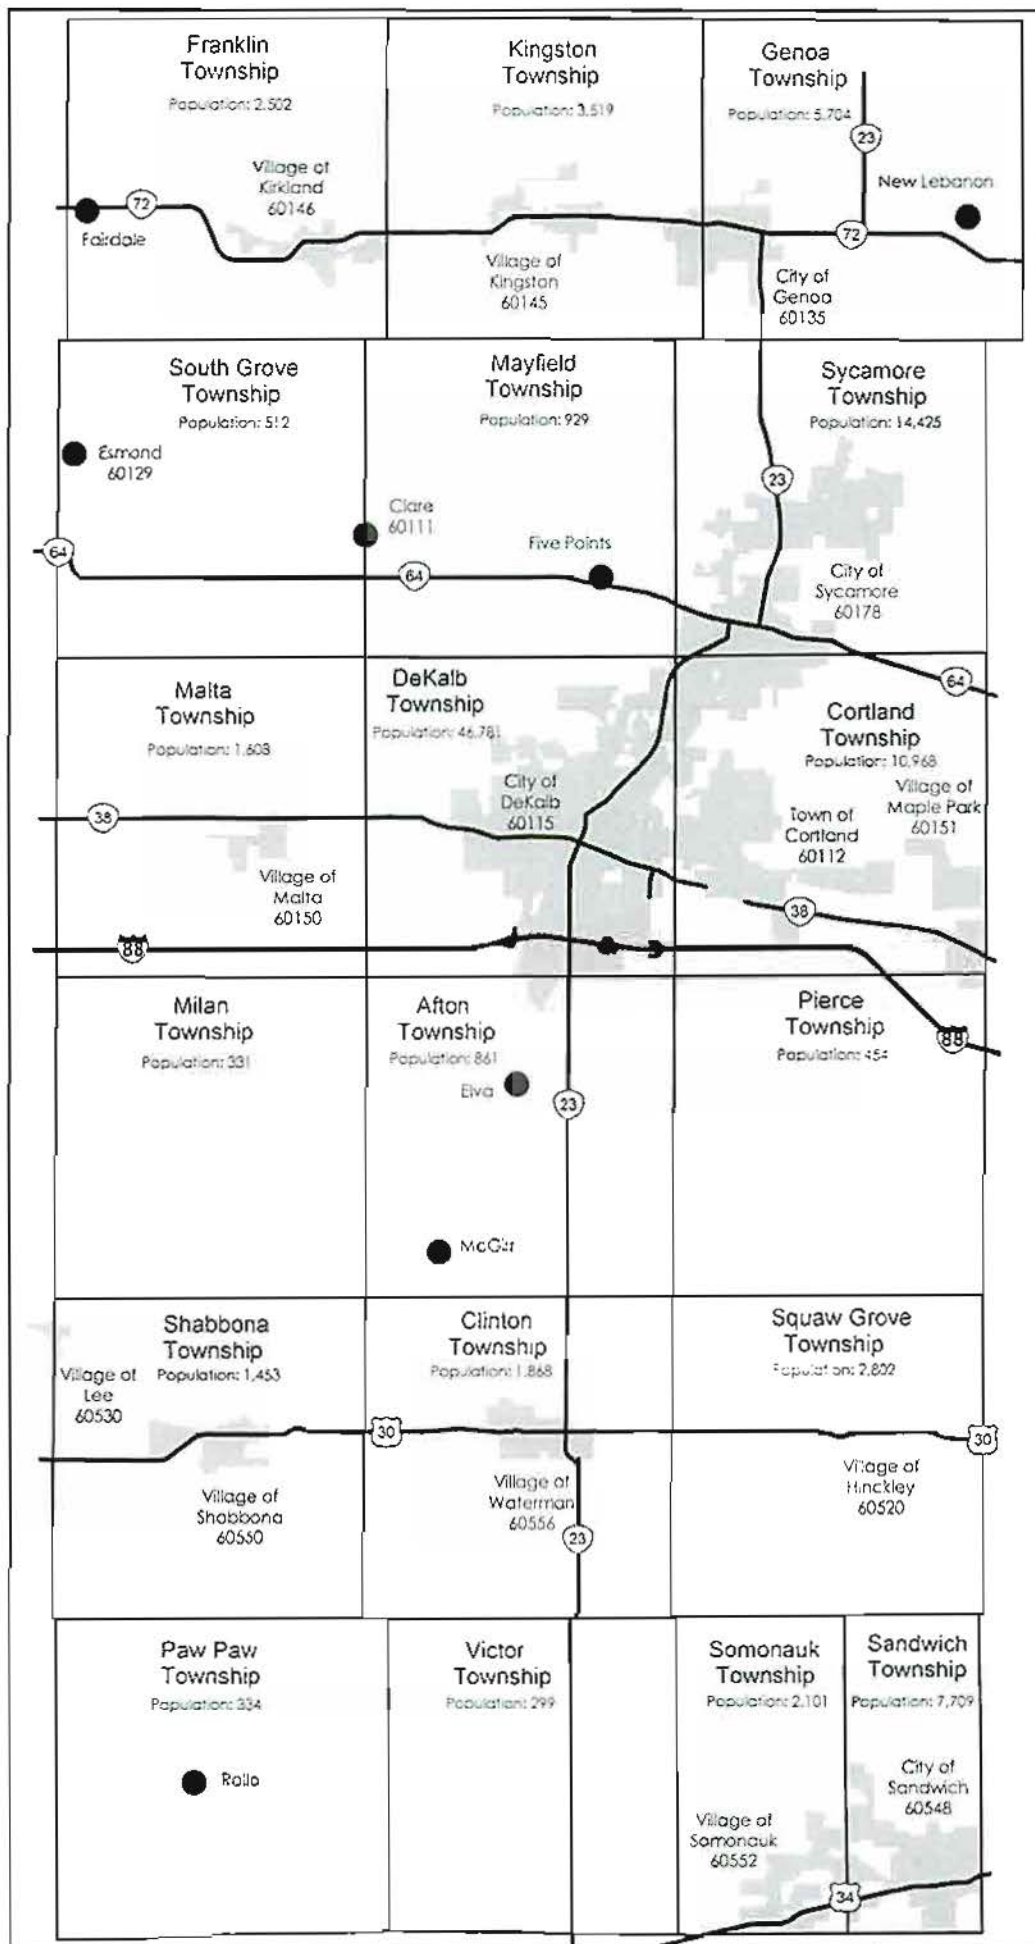 Franklin
Township
Population: 2,502
Kingston
Township
Population: 3,519
Genoa
Township
Population: 5,704
23
Village of
Kirkland
60146
New Lebanon
72
Fairdale
72
Village of
Kingston
60145
City of
Genoa
60135
South Grove
Township
Population: 512
Mayfield
Township
Population: 929
Sycamore
Township
Population: 14,425
Esmond
60129
23
Clare
60111
Five Points
64
64
City of
Sycamore
60178
64
Malta
Township
Population: 1,608
DeKalb
Township
Population: 46,781
Cortland
Township
Population: 10,968
City of
DeKalb
60115
Village of
Maple Park
60151
Town of
Cortland
60112
38
Village of
Malta
60150
38
88
Milan
Township
Population: 331
Afton
Township
Population: 861
Pierce
Township
Population: 454
88
Elva
23
McGirr
Shabbona
Township
Population: 1,453
Clinton
Township
Population: 1,868
Squaw Grove
Township
Population: 2,802
Village of
Lee
60530
30
30
Village of
Shabbona
60550
Village of
Waterman
60556
Village of
Hinckley
60520
23
Paw Paw
Township
Population: 334
Victor
Township
Population: 299
Somonauk
Township
Population: 2,101
Sandwich
Township
Population: 7,709
Rollo
City of
Sandwich
60548
Village of
Somonauk
60552
34